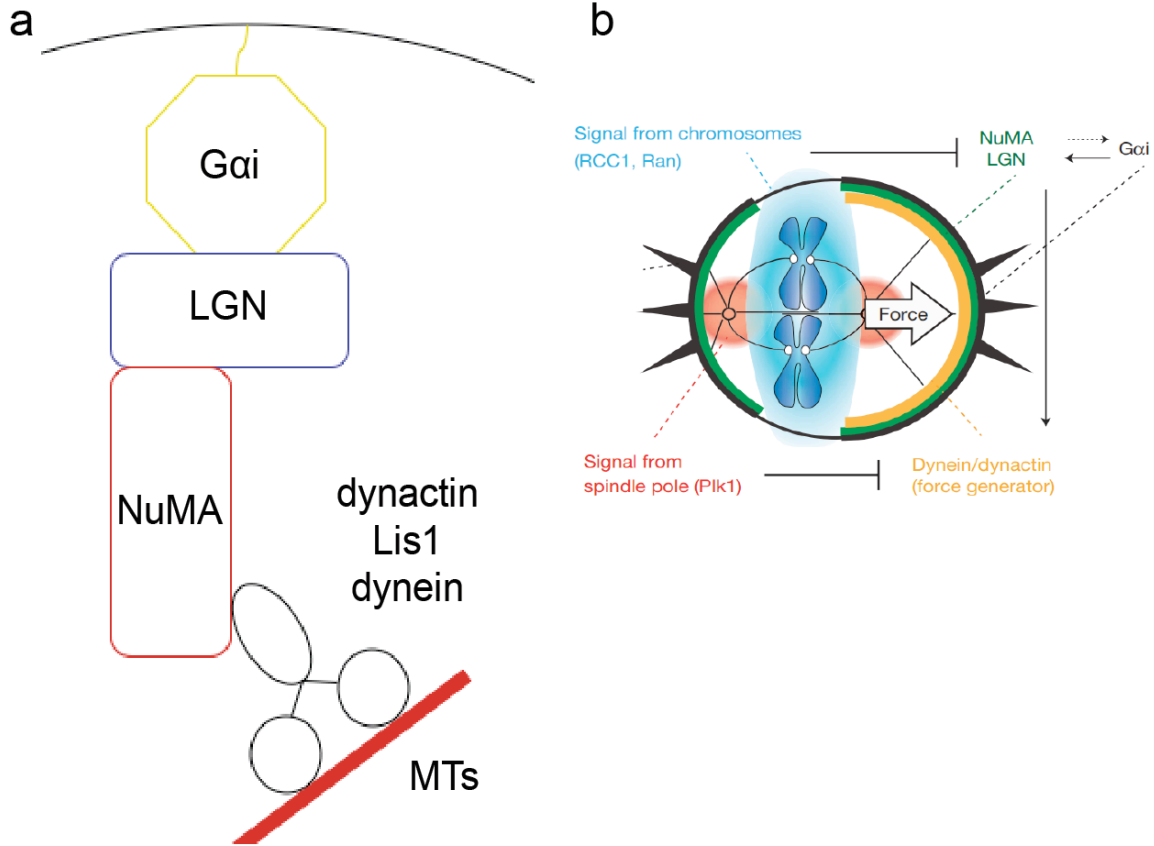 a
Gαi
LGN
NuMA
dynactin
Lis1
dynein
MTs
b
Signal from chromosomes
(RCC1, Ran)
NuMA
LGN
Gαi
Force
Signal from
spindle pole (Plk1)
Dynein/dynactin
(force generator)